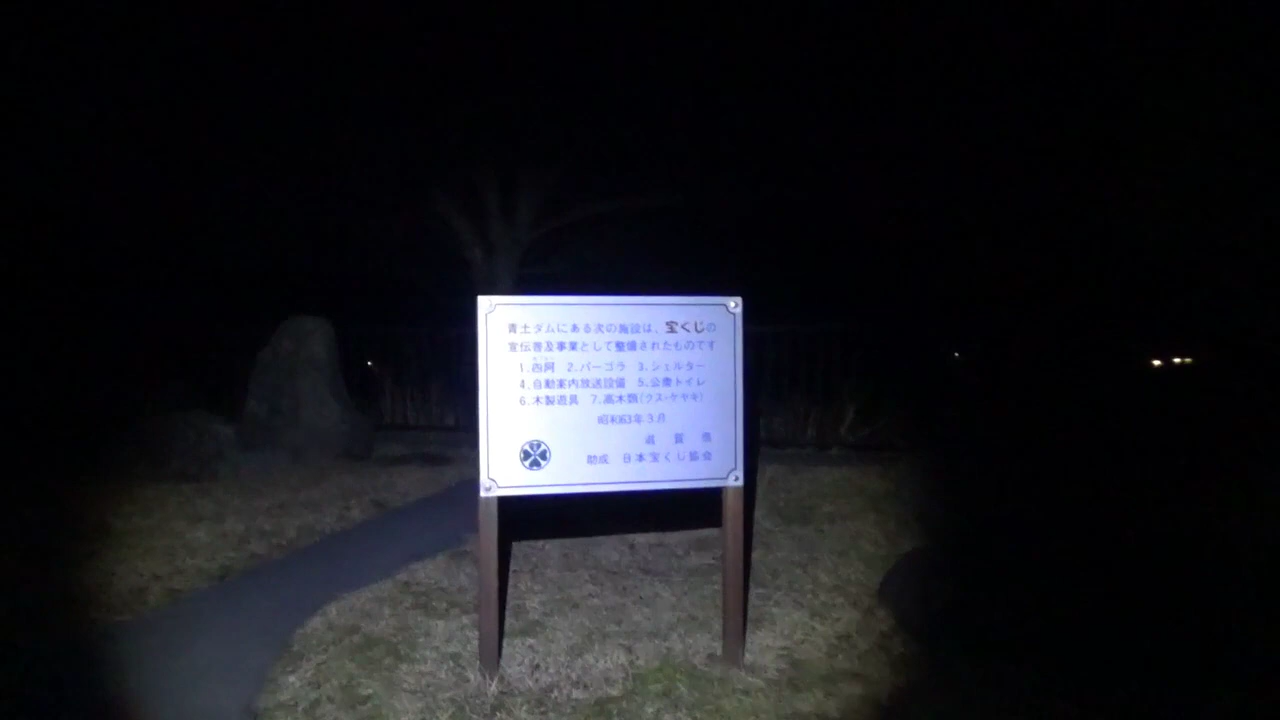 青土ダムにある次の施設は、宝くじの
宣伝普及事業として整備されたものです
1.四阿 2.パーゴラ 3.シェルター
4.自動案内放送設備 5.公衆トイレ
6.木製遊具 7.高木類(クス・ケヤキ)
昭和63年3月
滋賀県
助成 日本宝くじ協会